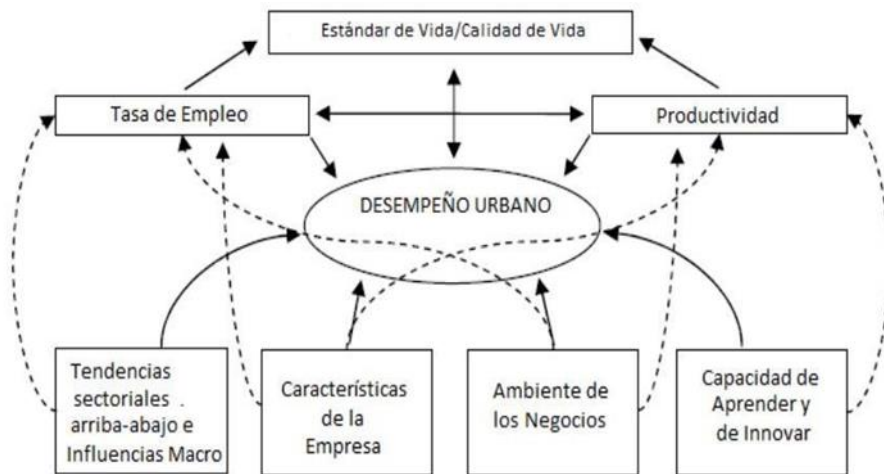 Estándar de Vida/Calidad de Vida
Tasa de Empleo
Productividad
DESEMPEÑO URBANO
Tendencias
sectoriales .
arriba-abajo e
Influencias Macro
Características
de la
Empresa
Ambiente de
los Negocios
Capacidad de
Aprender y
de Innovar